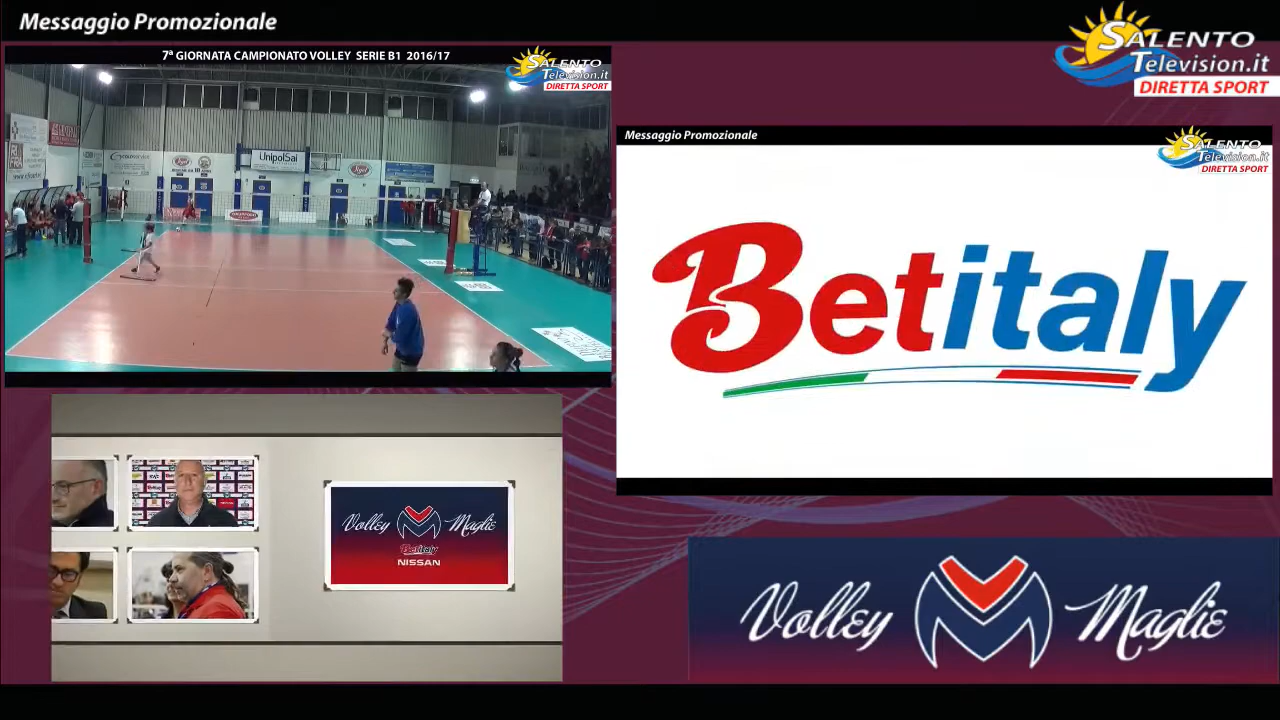 Messaggio Promozionale
SALENTO
Television.it
DIRETTA SPORT
7ª GIORNATA CAMPIONATO VOLLEY SERIE B1 2016/17
SALENTO
Television.it
DIRETTA SPORT
UnipolSai
Messaggio Promozionale
SALENTO
Television.it
DIRETTA SPORT
Betitaly
Volley Maglie
Betitaly
NISSAN
Volley Maglie